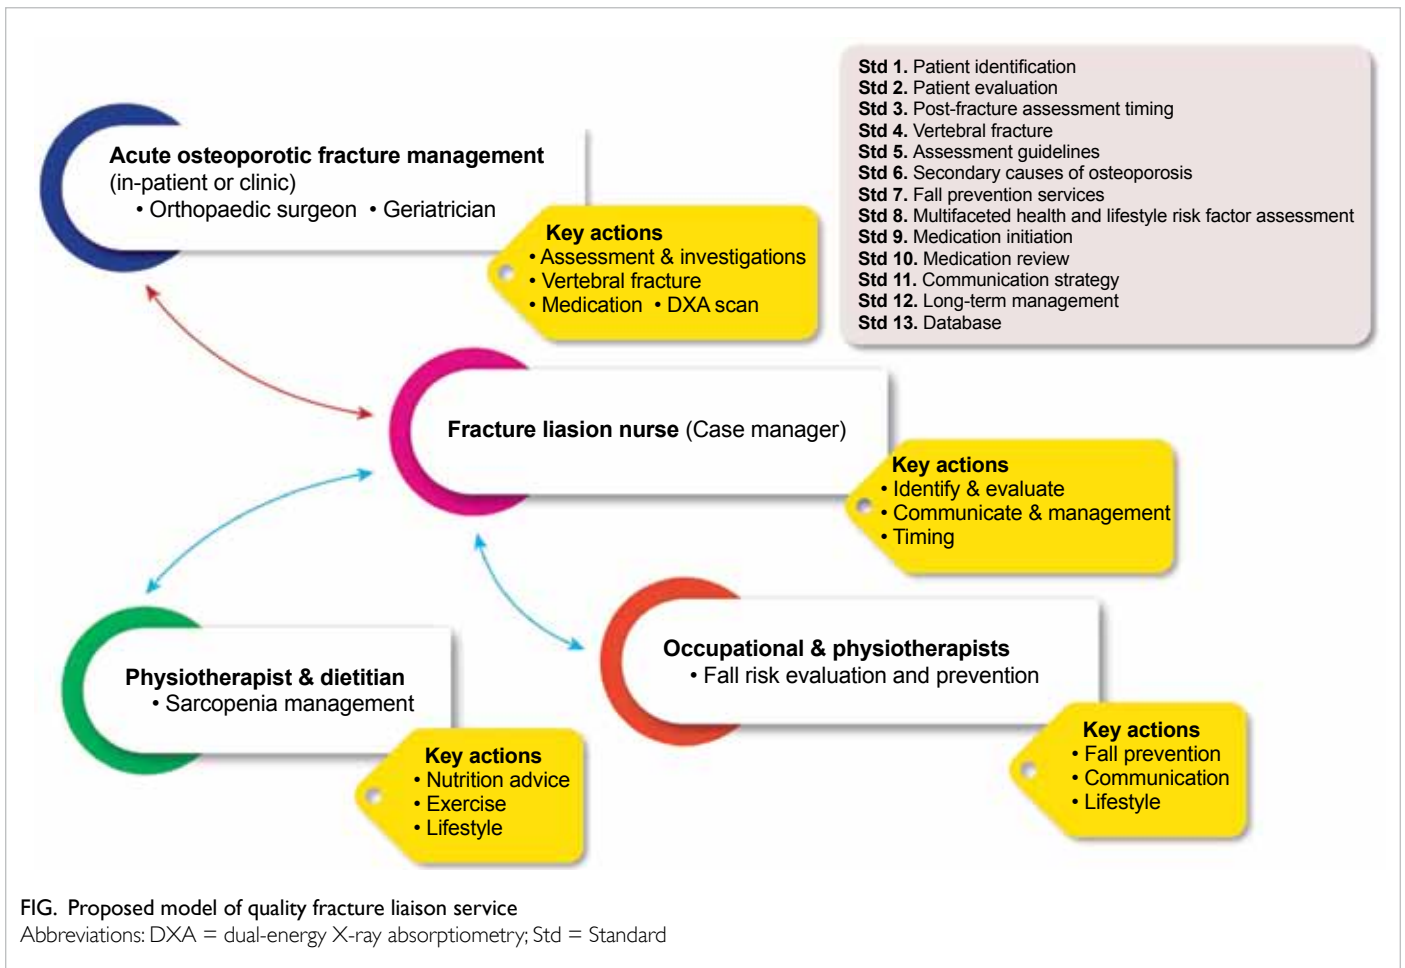 Std 1. Patient identification
Std 2. Patient evaluation
Std 3. Post-fracture assessment timing
Std 4. Vertebral fracture
Std 5. Assessment guidelines
Std 6. Secondary causes of osteoporosis
Std 7. Fall prevention services
Std 8. Multifaceted health and lifestyle risk factor assessment
Std 9. Medication initiation
Std 10. Medication review
Std 11. Communication strategy
Std 12. Long-term management
Std 13. Database
Acute osteoporotic fracture management
(in-patient or clinic)
• Orthopaedic surgeon • Geriatrician
Key actions
• Assessment & investigations
• Vertebral fracture
• Medication • DXA scan
Fracture liasion nurse (Case manager)
Key actions
• Identify & evaluate
• Communicate & management
• Timing
Physiotherapist & dietitian
• Sarcopenia management
Key actions
• Nutrition advice
• Exercise
• Lifestyle
Occupational & physiotherapists
• Fall risk evaluation and prevention
Key actions
• Fall prevention
• Communication
• Lifestyle
FIG. Proposed model of quality fracture liaison service
Abbreviations: DXA = dual-energy X-ray absorptiometry; Std = Standard